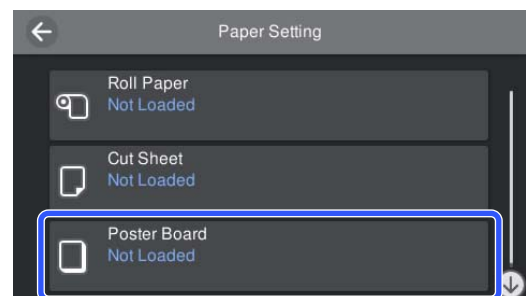 Paper Setting
Roll Paper
Not Loaded
Cut Sheet
Not Loaded
Poster Board
Not Loaded